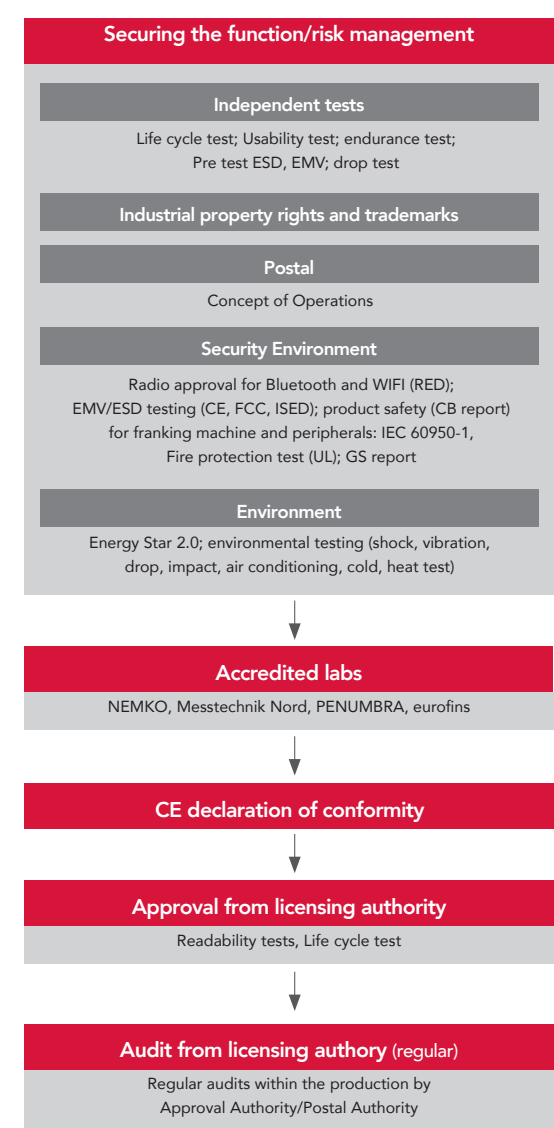 Securing the function/risk management
Independent tests
Life cycle test; Usability test; endurance test;
Pre test ESD, EMV; drop test
Industrial property rights and trademarks
Postal
Concept of Operations
Security Environment
Radio approval for Bluetooth and WIFI (RED);
EMV/ESD testing (CE, FCC, ISED); product safety (CB report)
for franking machine and peripherals: IEC 60950-1,
Fire protection test (UL); GS report
Environment
Energy Star 2.0; environmental testing (shock, vibration,
drop, impact, air conditioning, cold, heat test)
Accredited labs
NEMKO, Messtechnik Nord, PENUMBRA, eurofins
CE declaration of conformity
Approval from licensing authority
Readability tests, Life cycle test
Audit from licensing authory (regular)
Regular audits within the production by
Approval Authority/Postal Authority